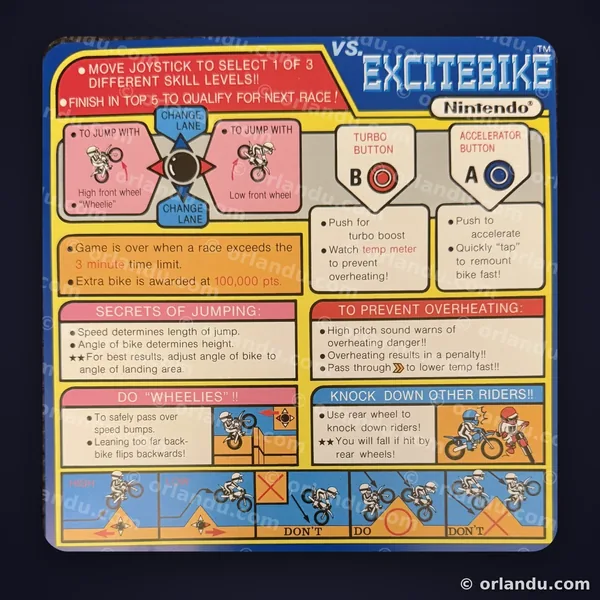 VS. EXCITEBIKE TM
Nintendo®
• MOVE JOYSTICK TO SELECT 1 OF 3
DIFFERENT SKILL LEVELS!!
• FINISH IN TOP 5 TO QUALIFY FOR NEXT RACE!
CHANGE
LANE
• TO JUMP WITH
High front wheel
• "Wheelie"
• TO JUMP WITH
Low front wheel
CHANGE
LANE
TURBO
BUTTON
B
• Push for
turbo boost
• Watch temp meter
to prevent
overheating!
ACCELERATOR
BUTTON
A
• Push to
accelerate
• Quickly "tap"
to remount
bike fast!
• Game is over when a race exceeds the
3 minute time limit.
• Extra bike is awarded at 100,000 pts.
SECRETS OF JUMPING:
• Speed determines length of jump.
• Angle of bike determines height.
★★For best results, adjust angle of bike to
angle of landing area.
TO PREVENT OVERHEATING:
• High pitch sound warns of
overheating danger!!
• Overheating results in a penalty!!
• Pass through to lower temp fast!!
DO "WHEELIES"!!
• To safely pass over
speed bumps.
• Leaning too far back-
bike flips backwards!
KNOCK DOWN OTHER RIDERS!!
• Use rear wheel to
knock down riders!
★★You will fall if hit by
rear wheels!
HIGH
LOW
DON'T
DO
DON'T
© orlandu.com